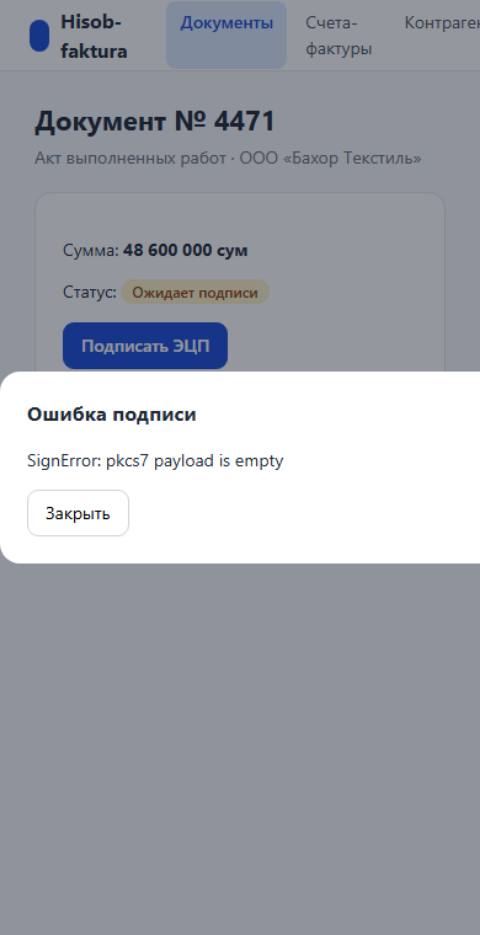 Hisob-
faktura
Документы
Счета-
фактуры
Документ № 4471
Акт выполненных работ · ООО «Бахор Текстиль»
Сумма: 48 600 000 сум
Статус: Ожидает подписи
Подписать ЭЦП
Ошибка подписи
SignError: pkcs7 payload is empty
Закрыть